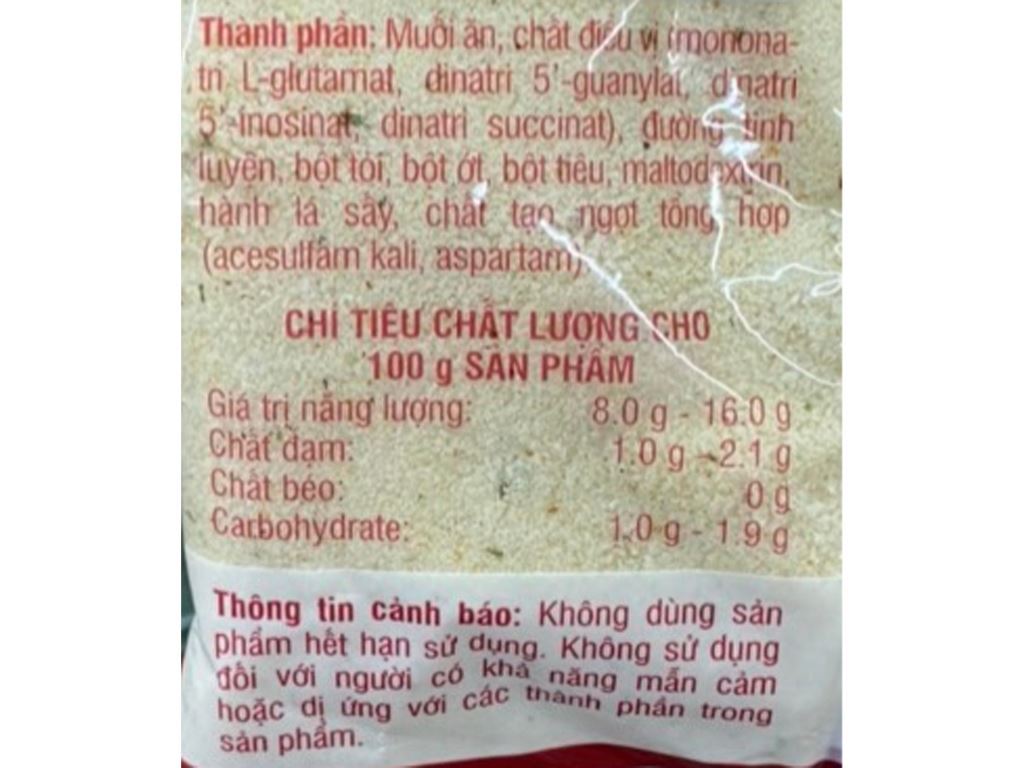 Thành phần: Muối ăn, chất điều vị (monona-
tri L-glutamat, dinatri 5'-guanylat, dinatri
5'-inosinat, dinatri succinat), đường tinh
luyện, bột tỏi, bột ớt, bột tiêu, maltodextrin,
hành lá sấy, chất tạo ngọt tổng hợp
(acesulfam kali, aspartam).
CHỈ TIÊU CHẤT LƯỢNG CHO
100 g SẢN PHẨM
Giá trị năng lượng: 8.0 g - 16.0 g
Chất đạm: 1.0 g - 2.1 g
Chất béo: 0 g
Carbohydrate: 1.0 g - 1.9 g
Thông tin cảnh báo: Không dùng sản
phẩm hết hạn sử dụng. Không sử dụng
đối với người có khả năng mẫn cảm
hoặc dị ứng với các thành phần trong
sản phẩm.